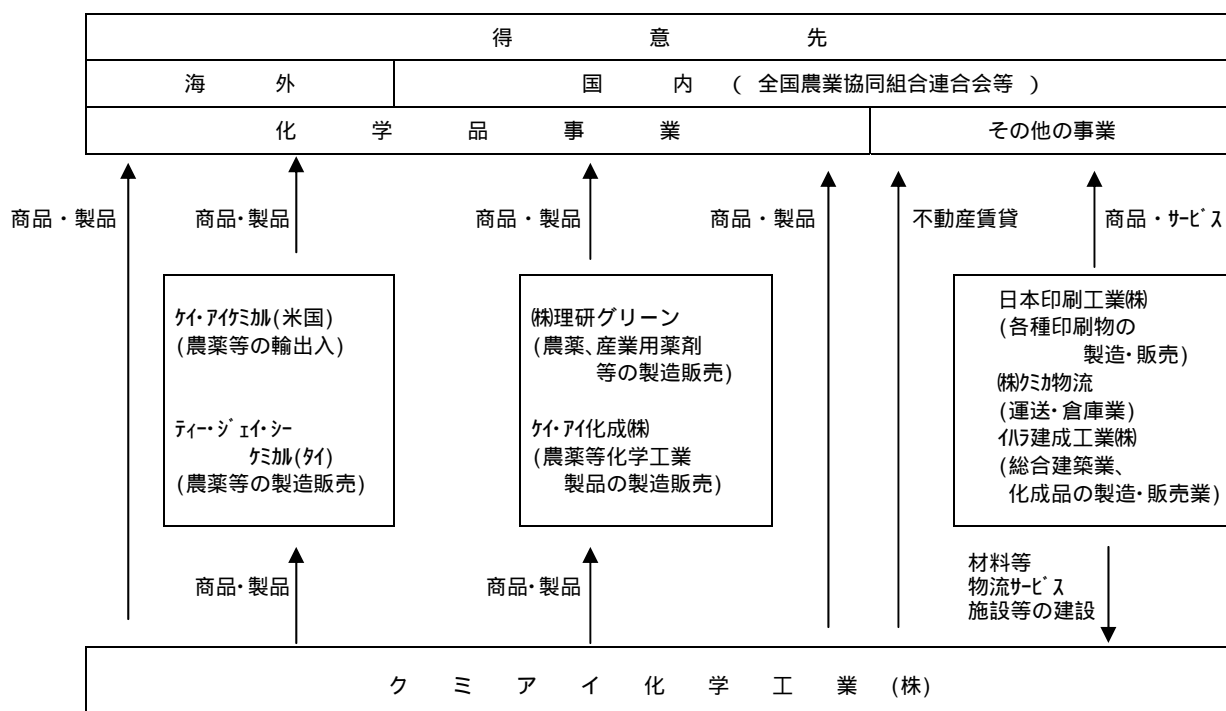 得意先
海外
国内 ( 全国農業協同組合連合会等 )
化学品事業
その他の事業
商品・製品
商品・製品
商品・製品
商品・製品
不動産賃貸
商品・サービス
ケイ・アイケミカル(米国)
(農薬等の輸出入)
ティー・ジェイ・シー
ケミカル(タイ)
(農薬等の製造販売)
㈱理研グリーン
(農薬、産業用薬剤
等の製造販売)
ケイ・アイ化成㈱
(農薬等化学工業
製品の製造販売)
日本印刷工業㈱
(各種印刷物の
製造・販売)
㈱クミカ物流
(運送・倉庫業)
イハラ建成工業㈱
(総合建築業、
化成品の製造・販売業)
商品・製品
商品・製品
材料等
物流サービス
施設等の建設
クミアイ化学工業(株)